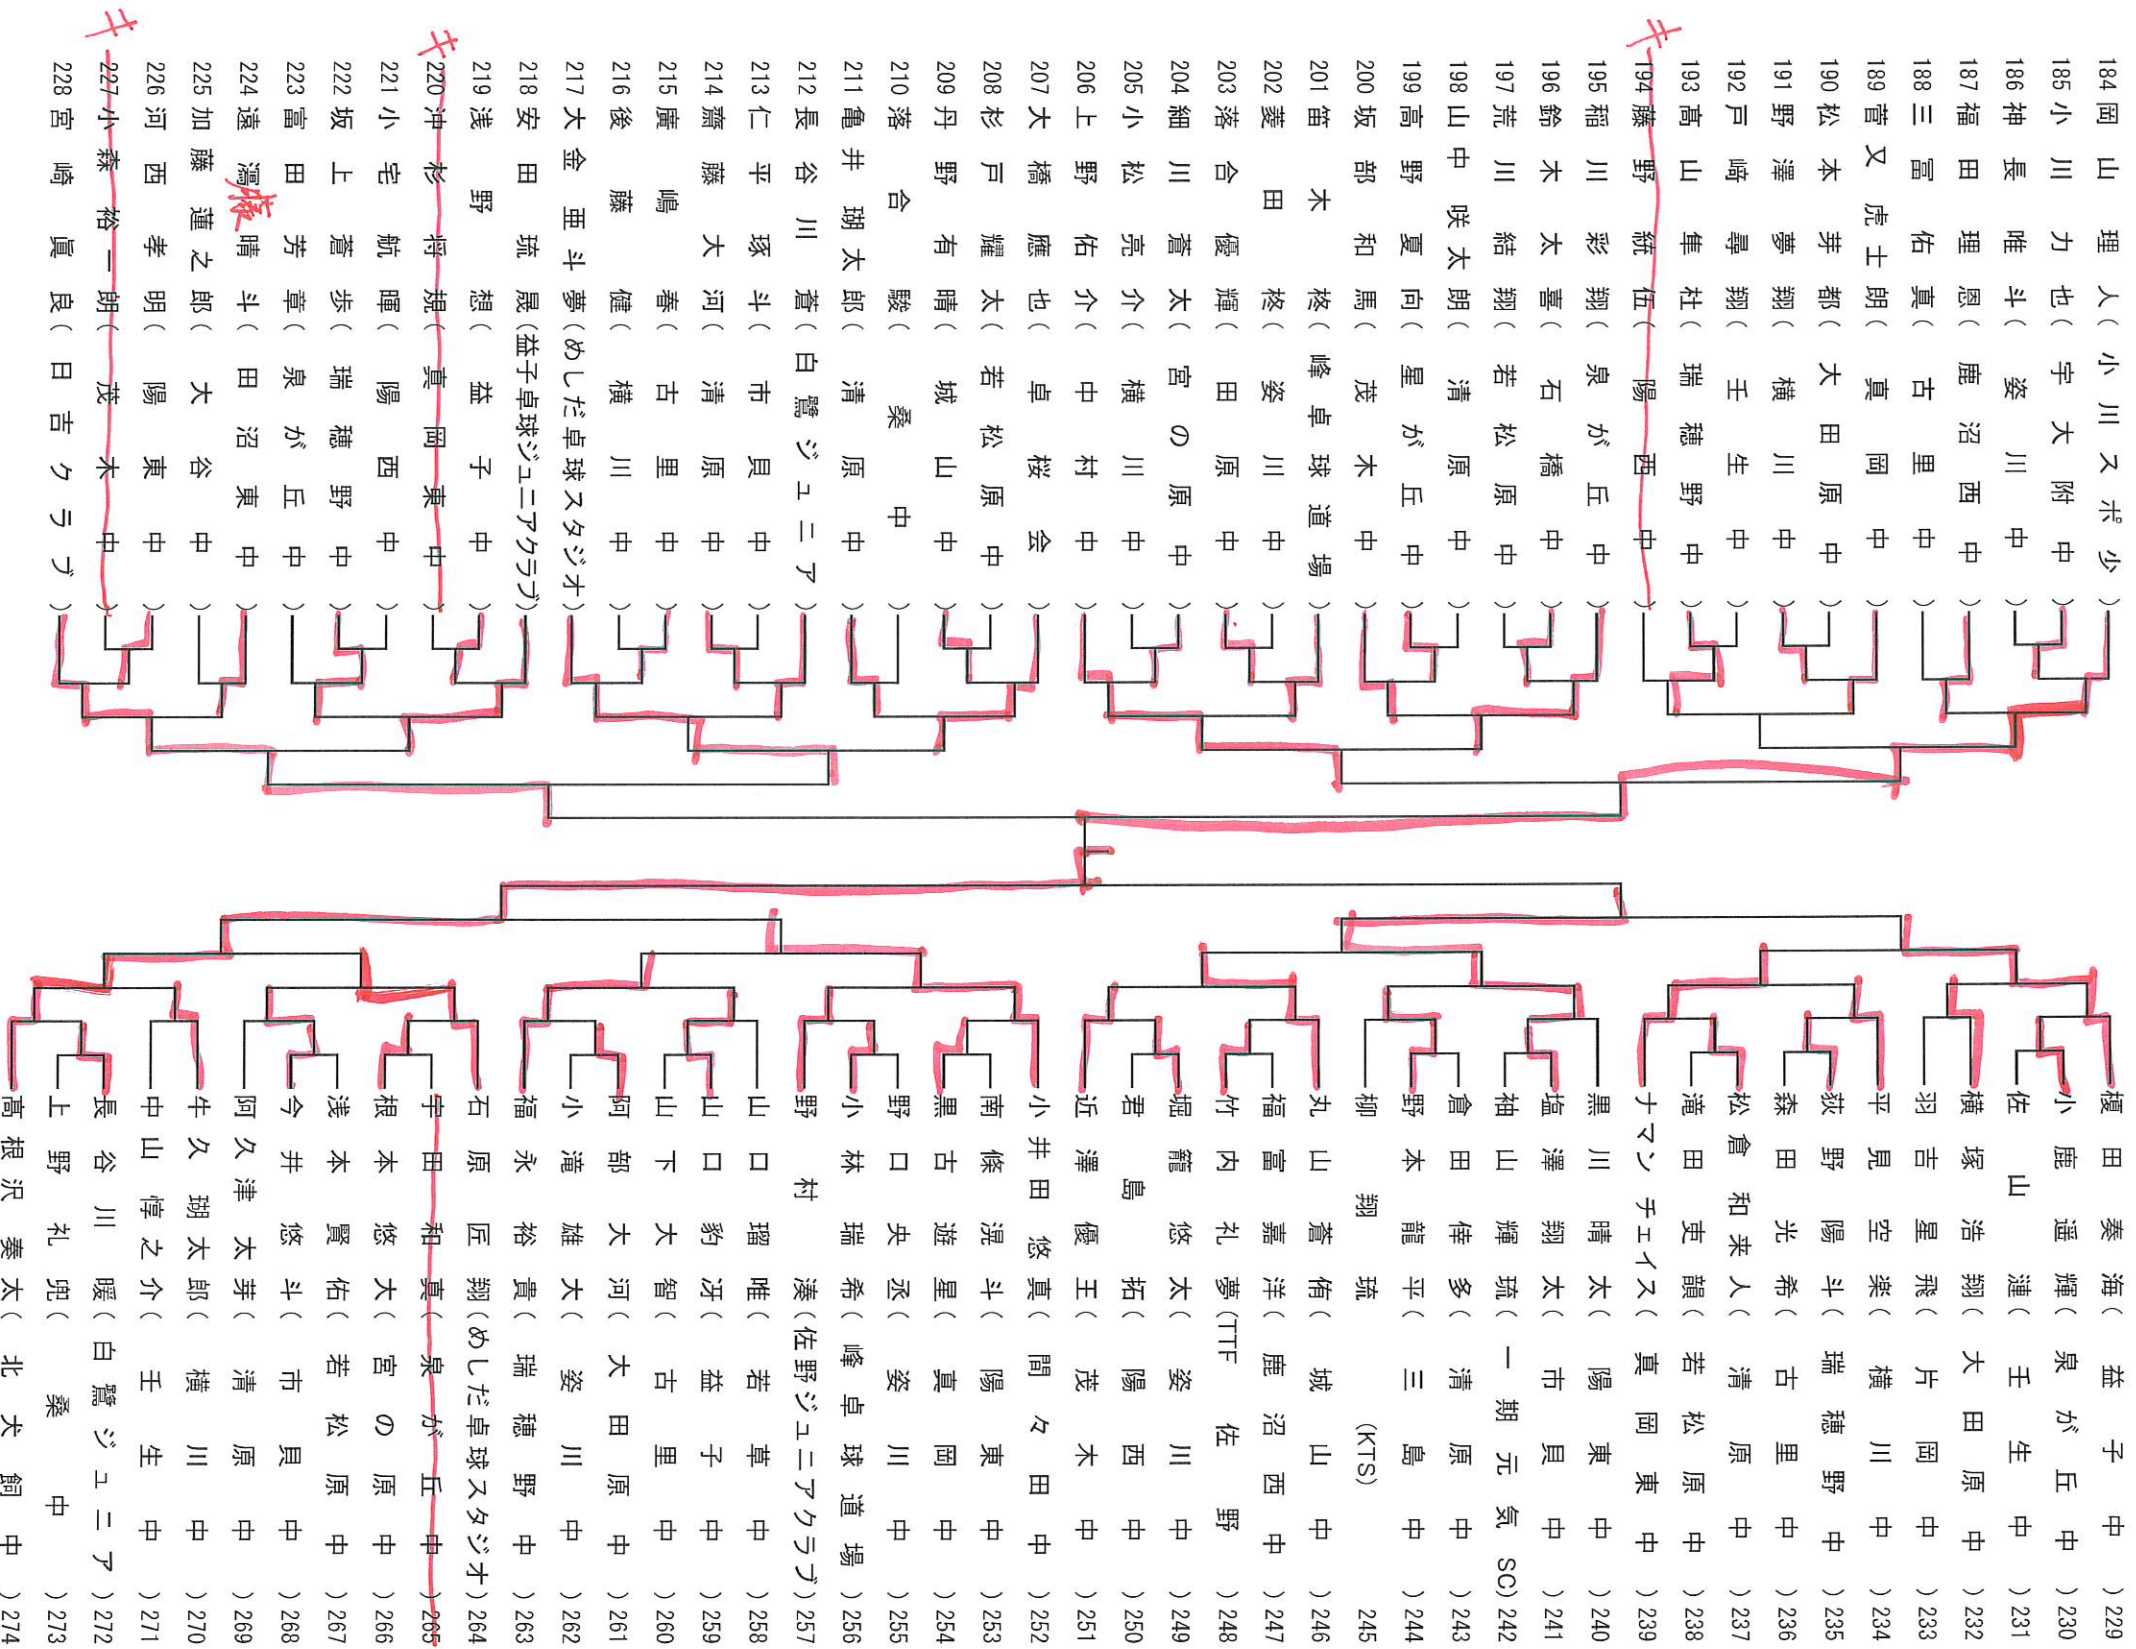 184 岡山 理人 ( 小川スポ少 )
185 小川 力也 ( 宇大附中 )
186 神長 唯斗 ( 姿川中 )
187 福田 理恩 ( 鹿沼西中 )
188 三富 佑真 ( 古里中 )
189 菅又 虎士朗 ( 真岡中 )
190 松本 芽都 ( 大田原中 )
191 野澤 夢翔 ( 横川中 )
192 戸崎 尋翔 ( 壬生中 )
193 髙山 隼杜 ( 瑞穂野中 )
キ
194 藤野 統伍 ( 陽西中 )
195 稲川 彩翔 ( 泉が丘中 )
196 鈴木 太喜 ( 石橋中 )
197 荒川 結翔 ( 若松原中 )
198 山中 咲太朗 ( 清原中 )
199 高野 夏向 ( 星が丘中 )
200 坂部 和馬 ( 茂木中 )
201 笛木 柊 ( 峰卓球道場 )
202 菱田 柊 ( 姿川中 )
203 落合 優輝 ( 田原中 )
204 細川 蒼太 ( 宮の原中 )
205 小松 亮介 ( 横川中 )
206 上野 佑介 ( 中村中 )
207 大橋 應也 ( 卓桜会 )
208 杉戸 耀太 ( 若松原中 )
209 丹野 有晴 ( 城山中 )
210 落合 駿 ( 桑中 )
211 亀井 瑚太郎 ( 清原中 )
212 長谷川 蒼 ( 白鷺ジュニア )
213 仁平 琢斗 ( 市貝中 )
214 齋藤 大河 ( 清原中 )
215 廣嶋 春 ( 古里中 )
216 後藤 健 ( 横川中 )
217 大金 亜斗夢 (めしだ卓球スタジオ)
218 安田 琉晟 (益子卓球ジュニアクラブ)
219 浅野 想 ( 益子中 )
キ
220 沖杉 将規 ( 真岡東中 )
221 小宅 航暉 ( 陽西中 )
222 坂上 蒼歩 ( 瑞穂野中 )
223 富田 芳章 ( 泉が丘中 )
224 遠藤 晴斗 ( 田沼東中 )
225 加藤 蓮之郎 ( 大谷中 )
226 河西 孝明 ( 陽東中 )
キ
227 小森 裕一朗 ( 茂木中 )
228 宮崎 眞良 ( 日吉クラブ )
榎田 奏海 ( 益子中 ) 229
小鹿 遥輝 ( 泉が丘中 ) 230
佐山 漣 ( 壬生中 ) 231
横塚 浩翔 ( 大田原中 ) 232
羽吉 星飛 ( 片岡中 ) 233
平見 空楽 ( 横川中 ) 234
荻野 陽斗 ( 瑞穂野中 ) 235
森田 光希 ( 古里中 ) 236
松倉 和来人 ( 清原中 ) 237
滝田 吏韻 ( 若松原中 ) 238
ナマン チェイス ( 真岡東中 ) 239
黒川 晴太 ( 陽東中 ) 240
塩澤 翔太 ( 市貝中 ) 241
袖山 輝琉 ( 一期元気SC) 242
倉田 倖多 ( 清原中 ) 243
野本 龍平 ( 三島中 ) 244
柳 翔琉 (KTS) 245
丸山 蒼侑 ( 城山中 ) 246
福富 嘉洋 ( 鹿沼西中 ) 247
竹内 礼夢 (TTF 佐野 ) 248
堀籠 悠太 ( 姿川中 ) 249
君島 拓 ( 陽西中 ) 250
近澤 優王 ( 茂木中 ) 251
小井田 悠真 ( 間々田中 ) 252
南條 滉斗 ( 陽東中 ) 253
黒古 遊星 ( 真岡中 ) 254
野口 央丞 ( 姿川中 ) 255
小林 瑞希 ( 峰卓球道場 ) 256
野村 湊 (佐野ジュニアクラブ) 257
山口 瑠唯 ( 若草中 ) 258
山口 豹冴 ( 益子中 ) 259
山下 大智 ( 古里中 ) 260
阿部 大河 ( 大田原中 ) 261
小滝 雄大 ( 姿川中 ) 262
福永 裕貴 ( 瑞穂野中 ) 263
石原 匠翔 (めしだ卓球スタジオ) 264
宇田 和真 ( 泉が丘中 ) 265
根本 悠大 ( 宮の原中 ) 266
浅本 賢佑 ( 若松原中 ) 267
今井 悠斗 ( 市貝中 ) 268
阿久津 太芽 ( 清原中 ) 269
牛久 瑚太郎 ( 横川中 ) 270
中山 惇之介 ( 壬生中 ) 271
長谷川 暖 ( 白鷺ジュニア ) 272
上野 礼兜 ( 桑中 ) 273
髙根沢 奏太 ( 北犬飼中 ) 274